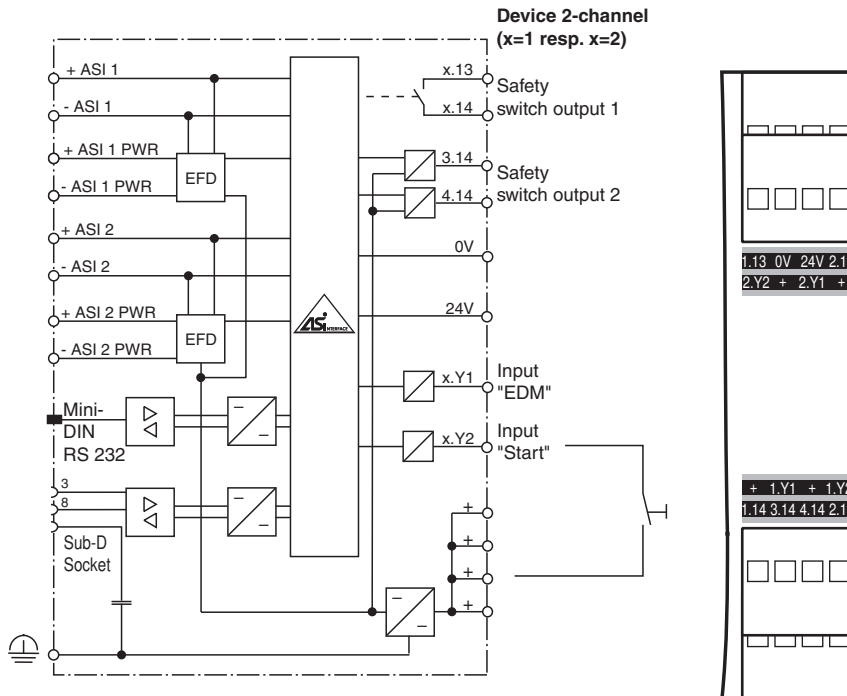 Device 2-channel
(x=1 resp. x=2)
+ ASI 1
- ASI 1
+ ASI 1 PWR
- ASI 1 PWR
EFD
+ ASI 2
- ASI 2
+ ASI 2 PWR
- ASI 2 PWR
EFD
Mini-
DIN
RS 232
3
8
Sub-D
Socket
ASi INTERFACE
x.13
x.14
Safety
switch output 1
3.14
4.14
Safety
switch output 2
0V
24V
x.Y1
Input
"EDM"
x.Y2
Input
"Start"
+
+
+
+
1.13 0V 24V 2.1
2.Y2 + 2.Y1 +
+ 1.Y1 + 1.Y2
1.14 3.14 4.14 2.1